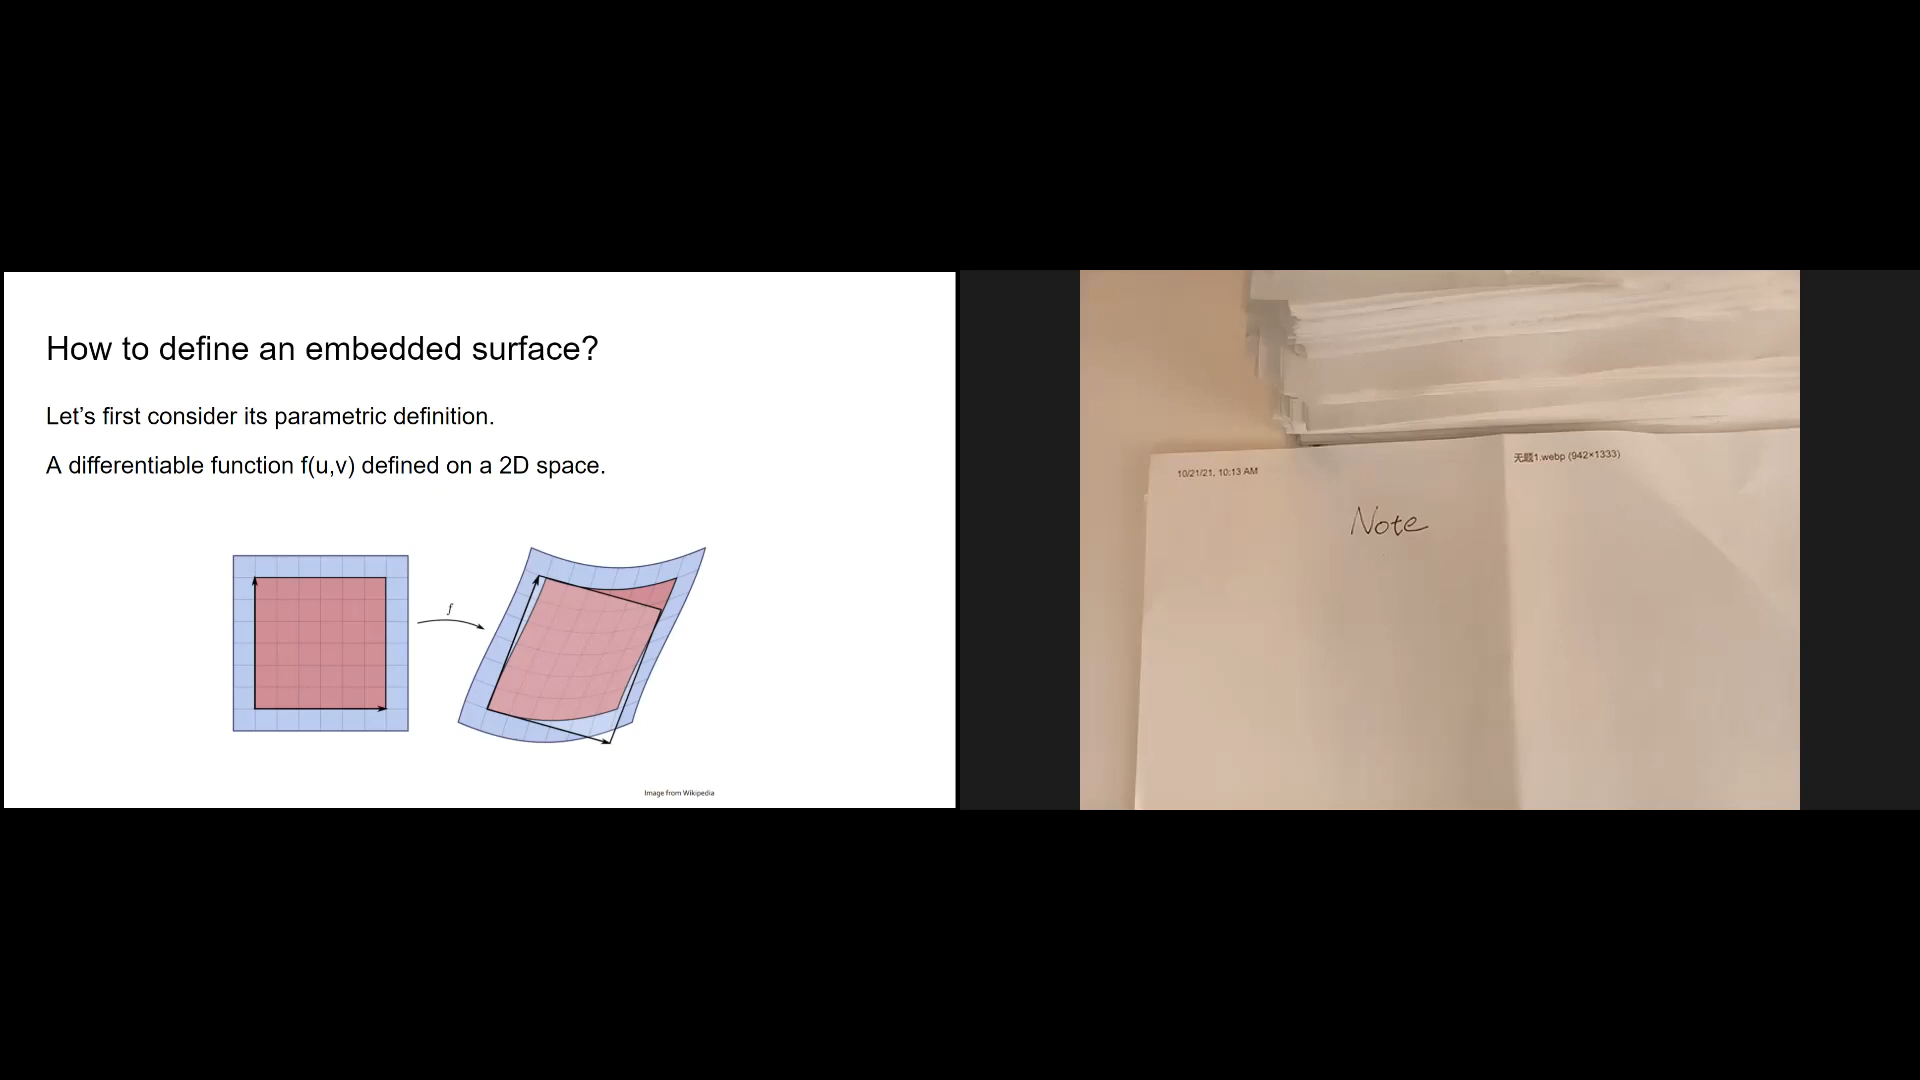 How to define an embedded surface?
Let’s first consider its parametric definition.
A differentiable function f(u,v) defined on a 2D space.
f
Image from Wikipedia
10/21/21, 10:13 AM
无题1.webp (942×1333)
Note